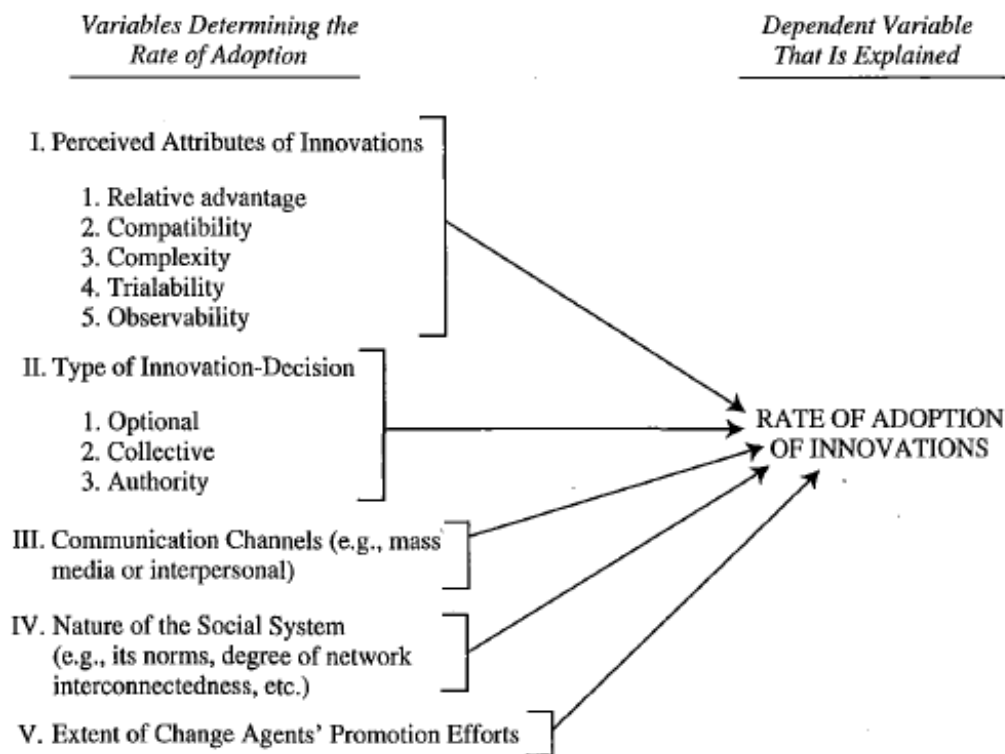 Variables Determining the
Rate of Adoption
Dependent Variable
That Is Explained
I. Perceived Attributes of Innovations
1. Relative advantage
2. Compatibility
3. Complexity
4. Trialability
5. Observability
II. Type of Innovation-Decision
1. Optional
2. Collective
3. Authority
III. Communication Channels (e.g., mass
media or interpersonal)
IV. Nature of the Social System
(e.g., its norms, degree of network
interconnectedness, etc.)
V. Extent of Change Agents' Promotion Efforts
RATE OF ADOPTION
OF INNOVATIONS